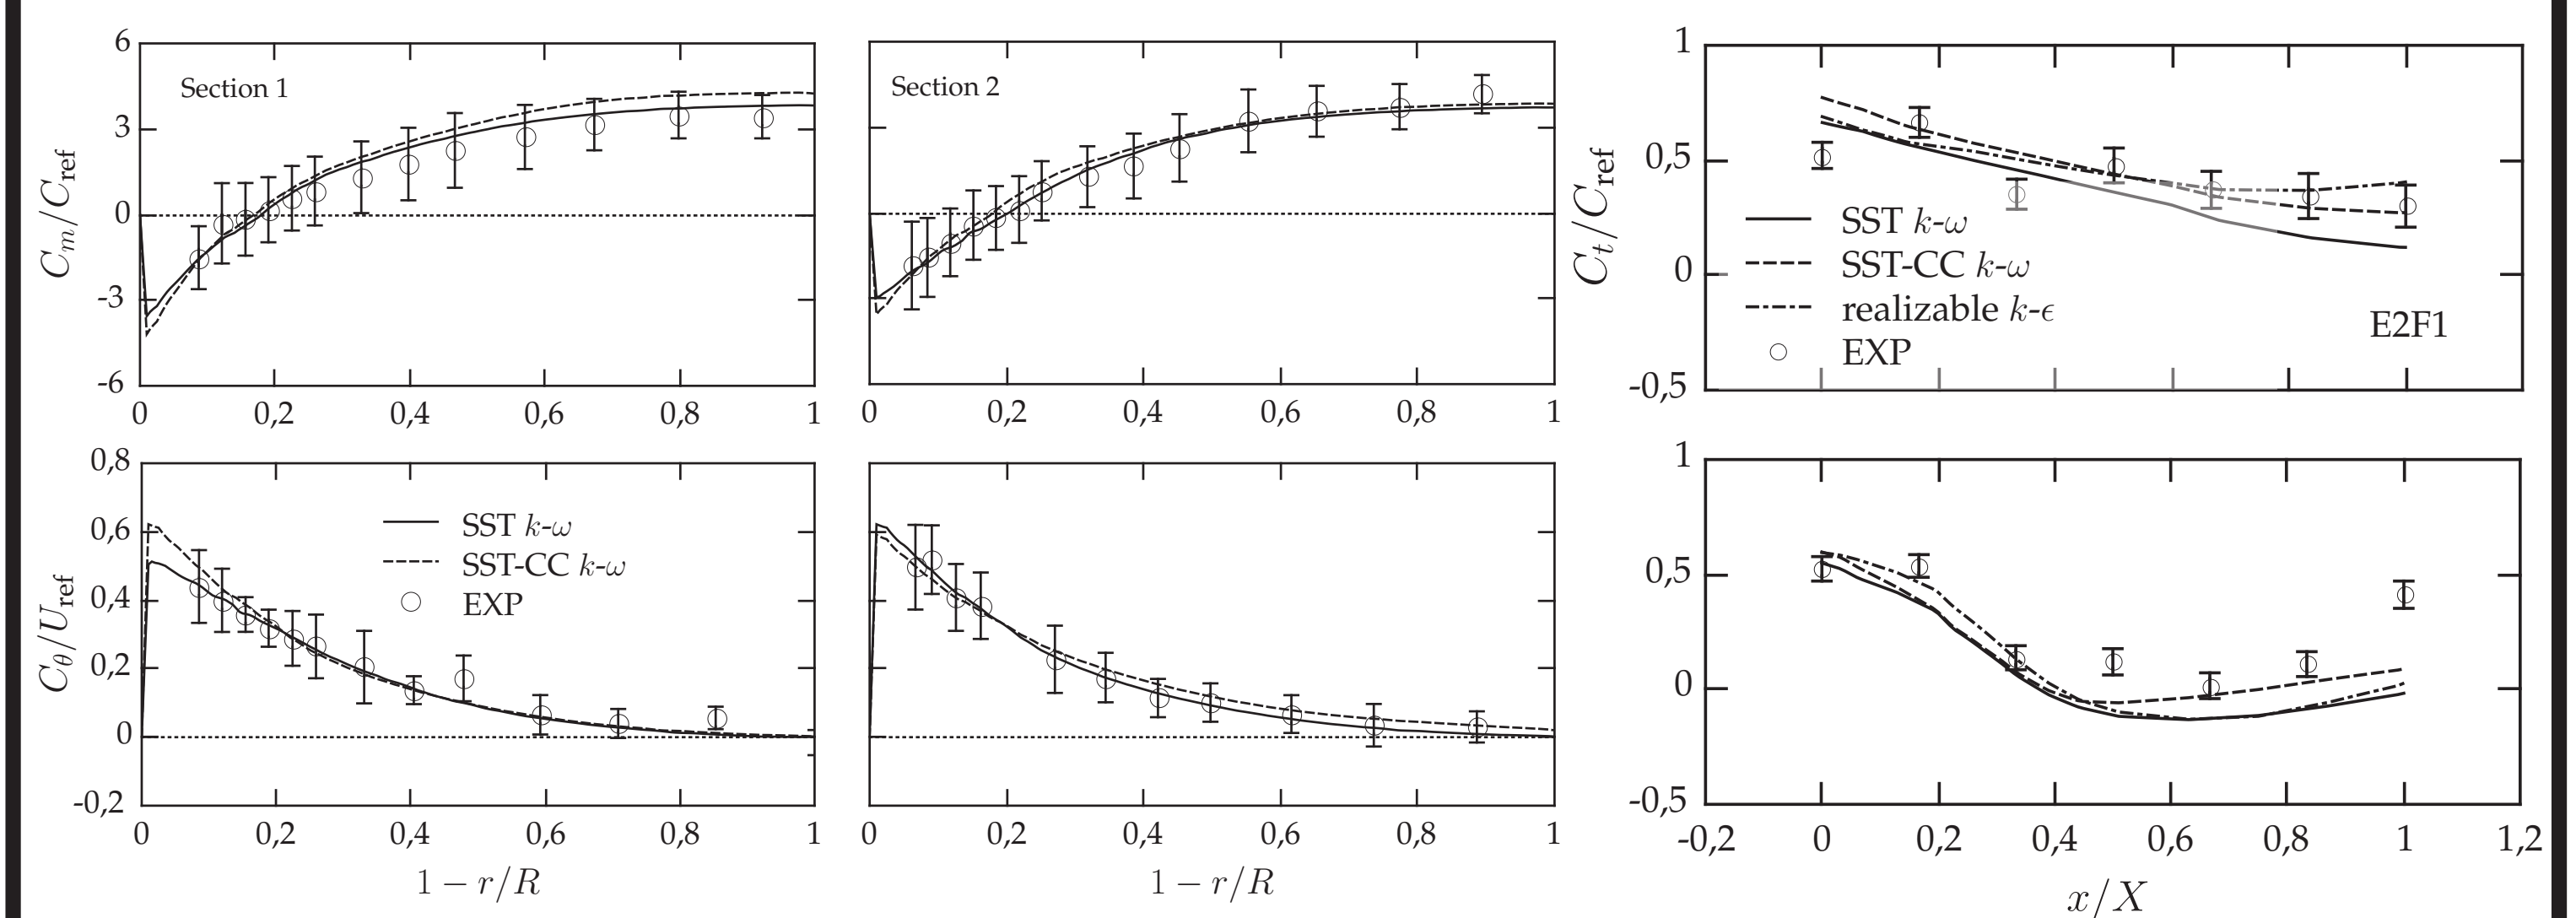 6
3
0
-3
-6
C_m/C_ref
Section 1
0 0,2 0,4 0,6 0,8 1
Section 2
0 0,2 0,4 0,6 0,8 1
1
0,5
0
-0,5
C_t/C_ref
SST k-ω
SST-CC k-ω
realizable k-ϵ
EXP
E2F1
0,8
0,6
0,4
0,2
0
-0,2
C_θ/U_ref
SST k-ω
SST-CC k-ω
EXP
0 0,2 0,4 0,6 0,8 1
1 − r/R
0 0,2 0,4 0,6 0,8 1
1 − r/R
1
0,5
0
-0,5
-0,2 0 0,2 0,4 0,6 0,8 1 1,2
x/X